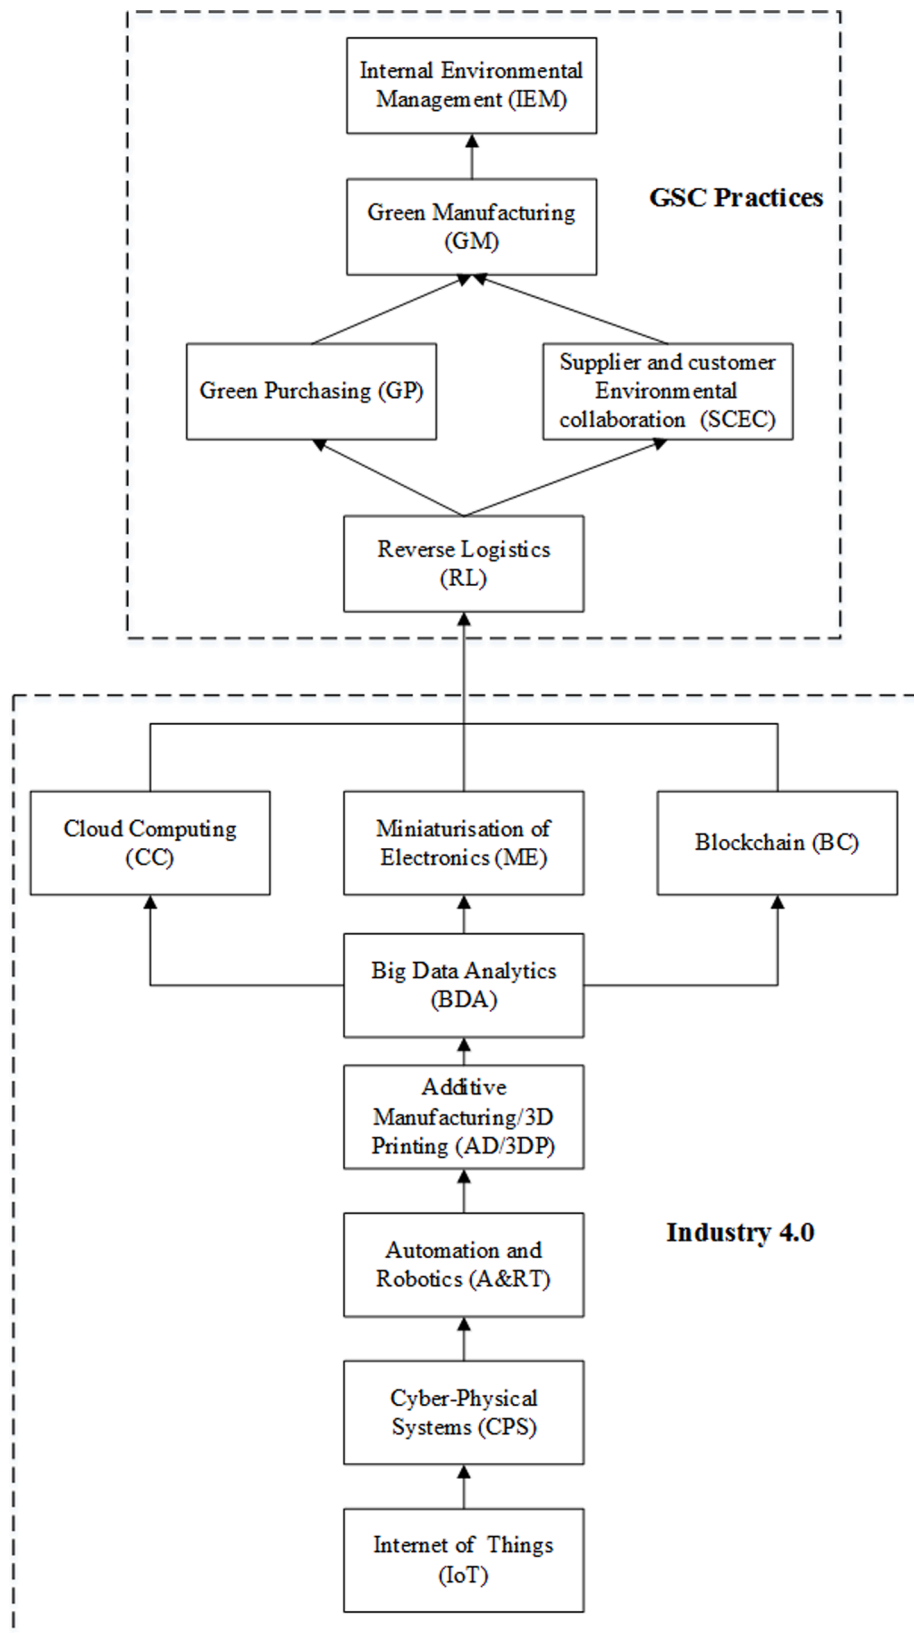 Internal Environmental
Management (IEM)
Green Manufacturing
(GM)
GSC Practices
Green Purchasing (GP)
Supplier and customer
Environmental
collaboration (SCEC)
Reverse Logistics
(RL)
Cloud Computing
(CC)
Miniaturisation of
Electronics (ME)
Blockchain (BC)
Big Data Analytics
(BDA)
Additive
Manufacturing/3D
Printing (AD/3DP)
Automation and
Robotics (A&RT)
Industry 4.0
Cyber-Physical
Systems (CPS)
Internet of Things
(IoT)